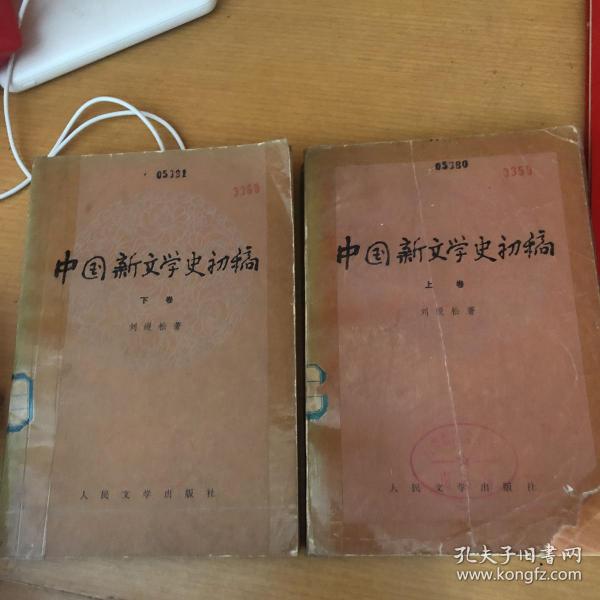 05381
3359
中国新文学史初稿
下卷
刘绶松著
人民文学出版社
05380
3359
中国新文学史初稿
上卷
刘绶松著
人民文学出版社
孔夫子旧书网
www.kongfz.com